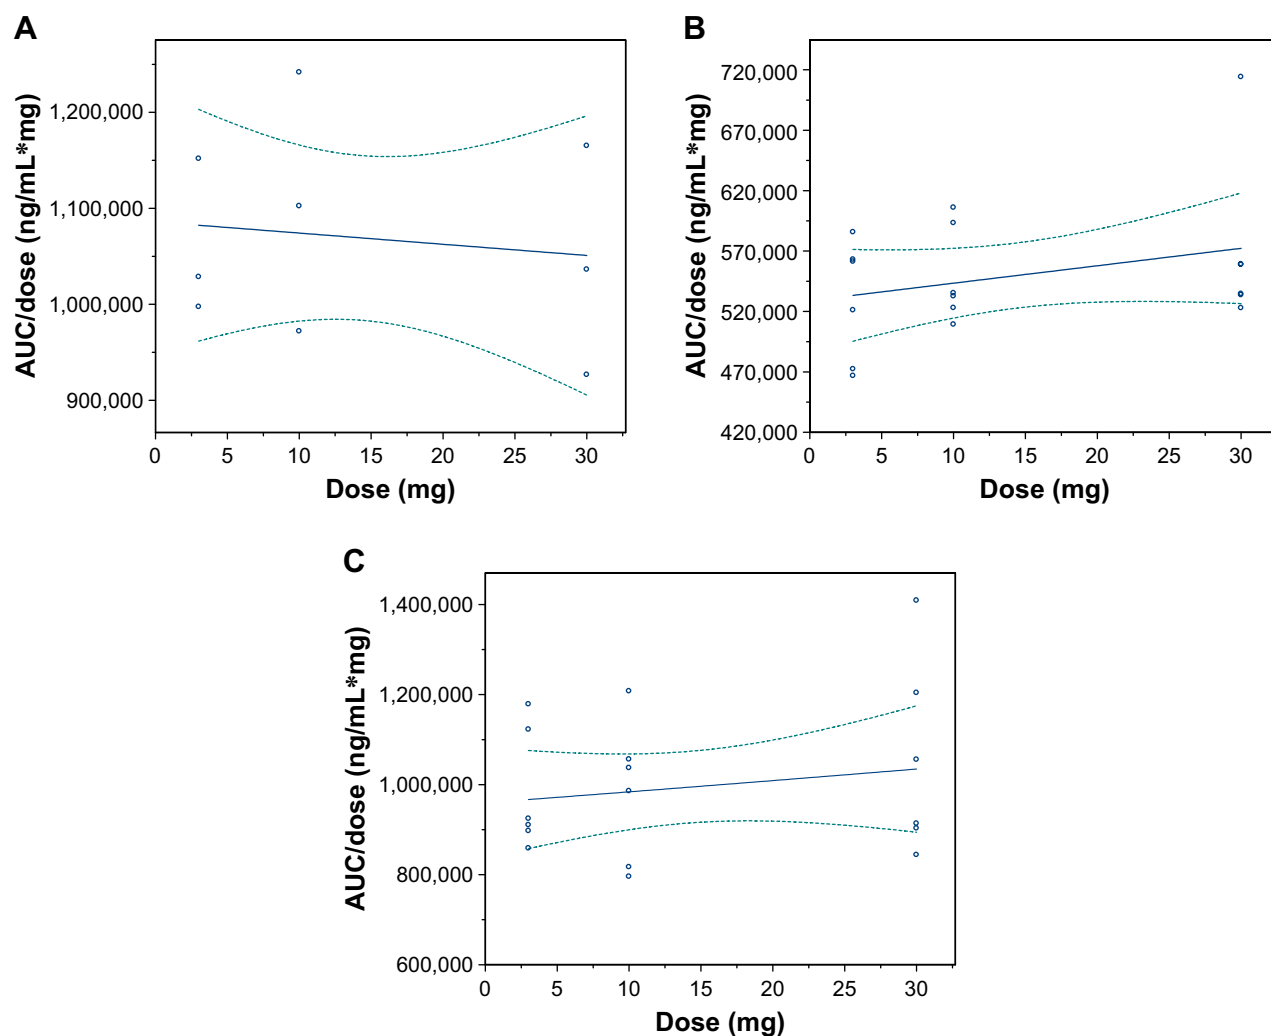 A
AUC/dose (ng/mL*mg)
1,200,000
1,100,000
1,000,000
900,000
0 5 10 15 20 25 30
Dose (mg)
B
AUC/dose (ng/mL*mg)
720,000
670,000
620,000
570,000
520,000
470,000
420,000
0 5 10 15 20 25 30
Dose (mg)
C
AUC/dose (ng/mL*mg)
1,400,000
1,200,000
1,000,000
800,000
600,000
0 5 10 15 20 25 30
Dose (mg)